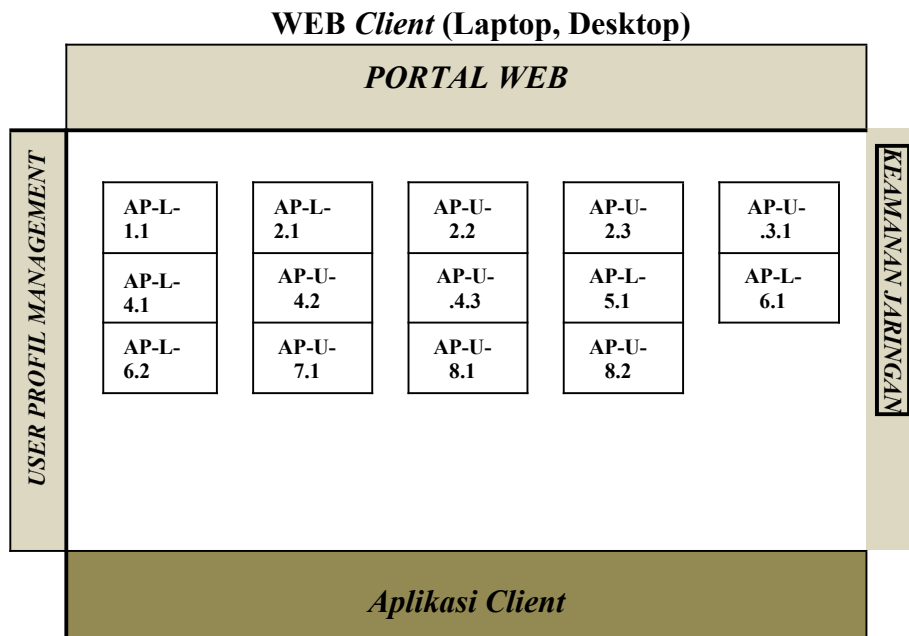 WEB Client (Laptop, Desktop)
PORTAL WEB
USER PROFIL MANAGEMENT
KEAMANAN JARINGAN
AP-L-
1.1
AP-L-
2.1
AP-U-
2.2
AP-U-
2.3
AP-U-
.3.1
AP-L-
4.1
AP-U-
4.2
AP-U-
.4.3
AP-L-
5.1
AP-L-
6.1
AP-L-
6.2
AP-U-
7.1
AP-U-
8.1
AP-U-
8.2
Aplikasi Client